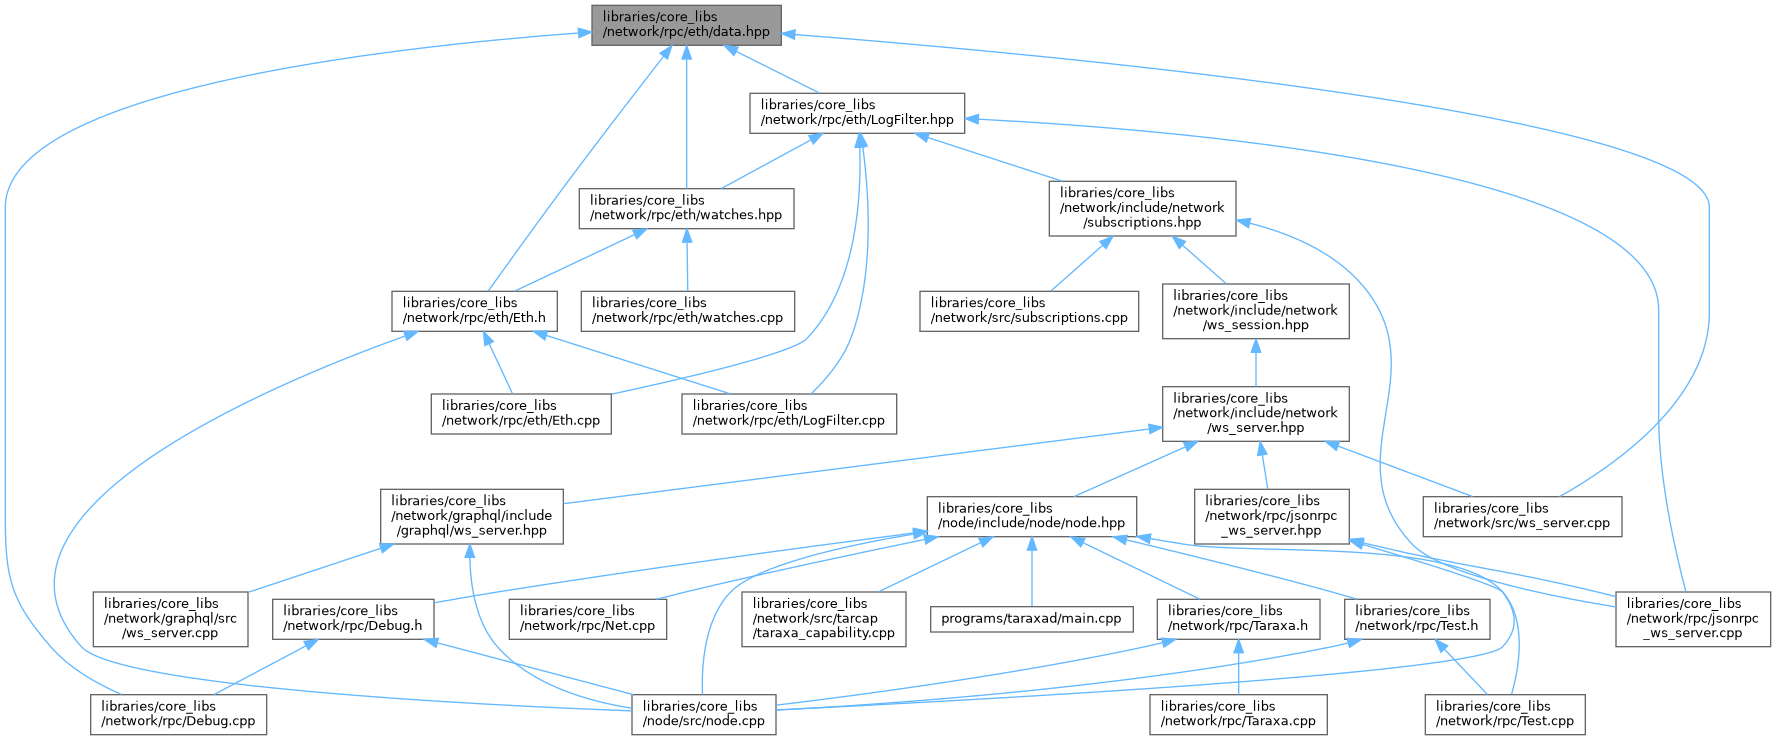 libraries/core_libs
/network/rpc/eth/data.hpp
libraries/core_libs
/network/rpc/eth/LogFilter.hpp
libraries/core_libs
/network/rpc/eth/watches.hpp
libraries/core_libs
/network/include/network
/subscriptions.hpp
libraries/core_libs
/network/rpc/eth/Eth.h
libraries/core_libs
/network/rpc/eth/watches.cpp
libraries/core_libs
/network/src/subscriptions.cpp
libraries/core_libs
/network/include/network
/ws_session.hpp
libraries/core_libs
/network/rpc/eth/Eth.cpp
libraries/core_libs
/network/rpc/eth/LogFilter.cpp
libraries/core_libs
/network/include/network
/ws_server.hpp
libraries/core_libs
/network/graphql/include
/graphql/ws_server.hpp
libraries/core_libs
/node/include/node/node.hpp
libraries/core_libs
/network/rpc/jsonrpc
_ws_server.hpp
libraries/core_libs
/network/src/ws_server.cpp
libraries/core_libs
/network/graphql/src
/ws_server.cpp
libraries/core_libs
/network/rpc/Debug.h
libraries/core_libs
/network/rpc/Net.cpp
libraries/core_libs
/network/src/tarcap
/taraxa_capability.cpp
programs/taraxad/main.cpp
libraries/core_libs
/network/rpc/Taraxa.h
libraries/core_libs
/network/rpc/Test.h
libraries/core_libs
/network/rpc/jsonrpc
_ws_server.cpp
libraries/core_libs
/network/rpc/Debug.cpp
libraries/core_libs
/node/src/node.cpp
libraries/core_libs
/network/rpc/Taraxa.cpp
libraries/core_libs
/network/rpc/Test.cpp